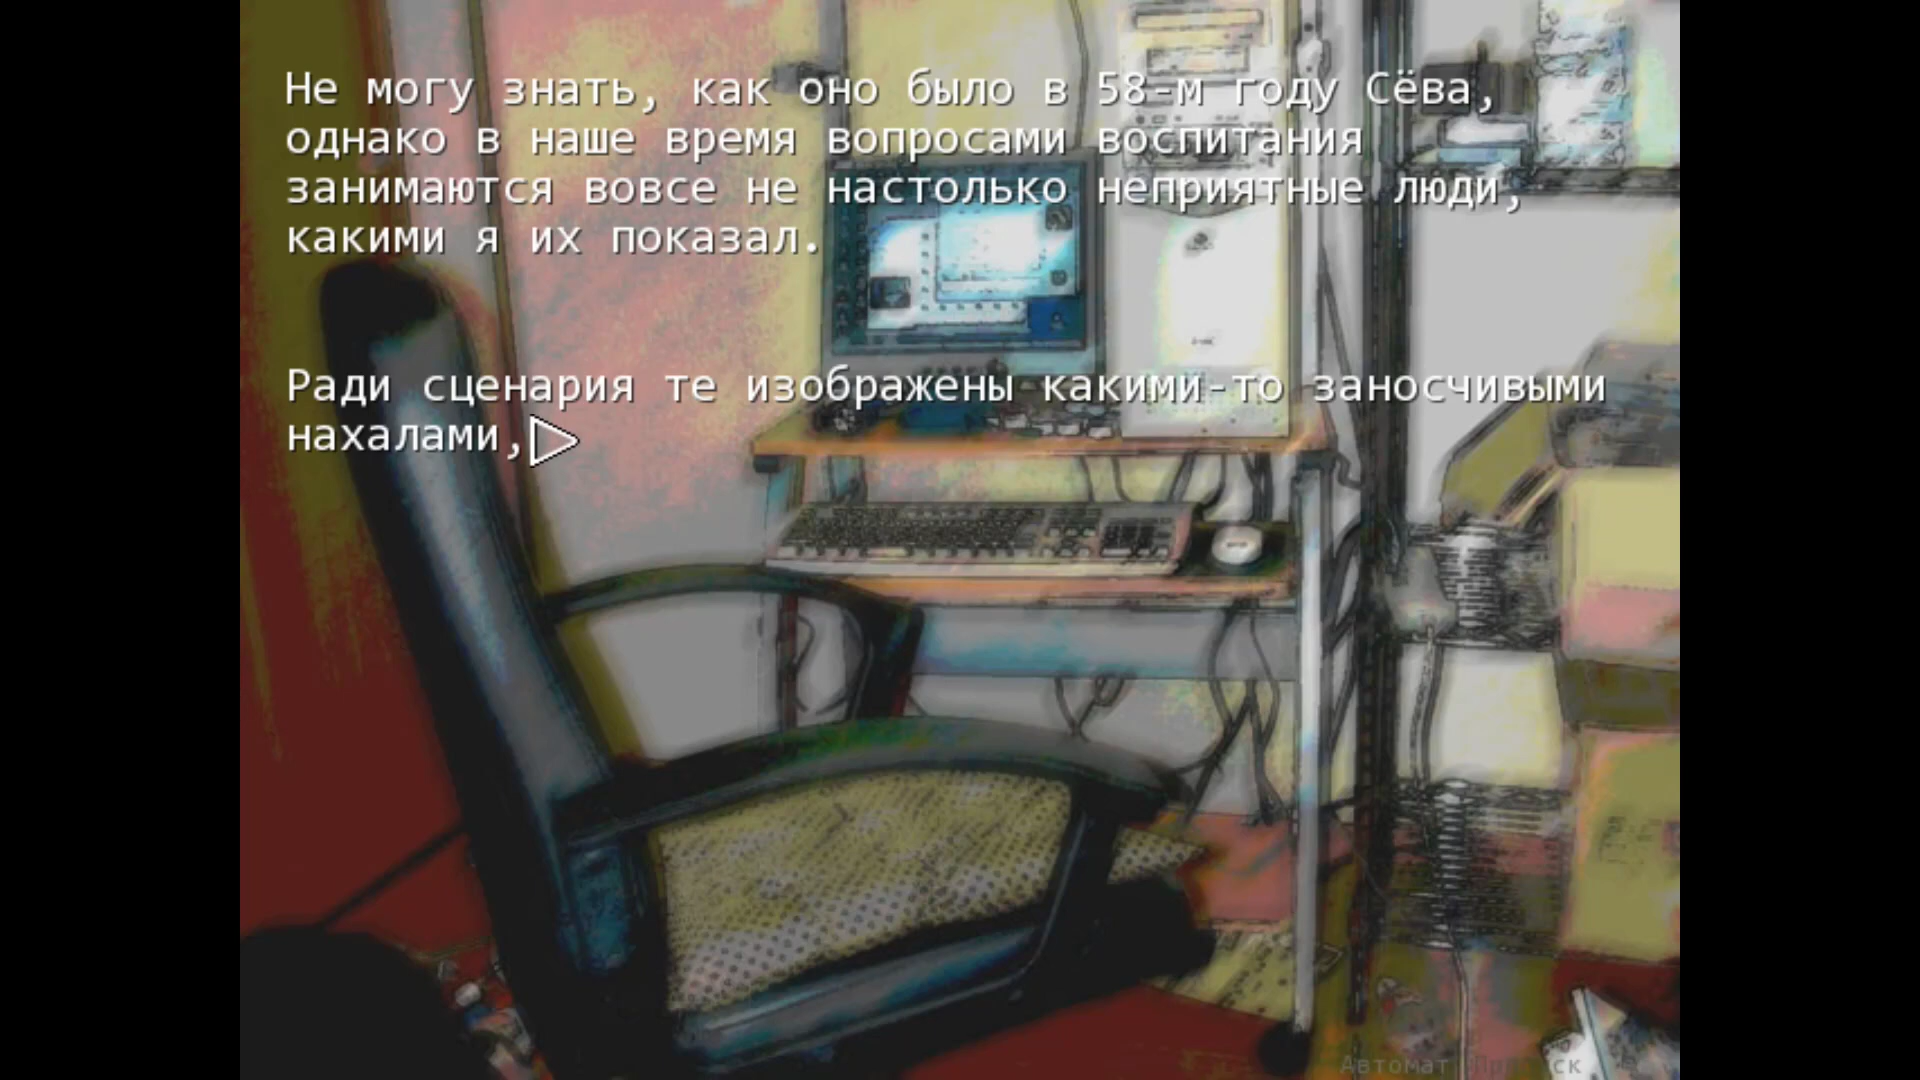 Не могу знать, как оно было в 58-м году Сёва,
однако в наше время вопросами воспитания
занимаются вовсе не настолько неприятные люди,
какими я их показал.
Ради сценария те изображены какими-то заносчивыми
нахалами,
Автомат